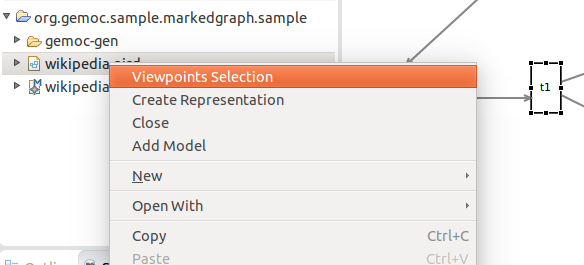 org.gemoc.sample.markedgraph.sample
gemoc-gen
wikipedia
wikipedia
Viewpoints Selection
Create Representation
Close
Add Model
New
Open With
Copy Ctrl+C
Paste Ctrl+V
t1